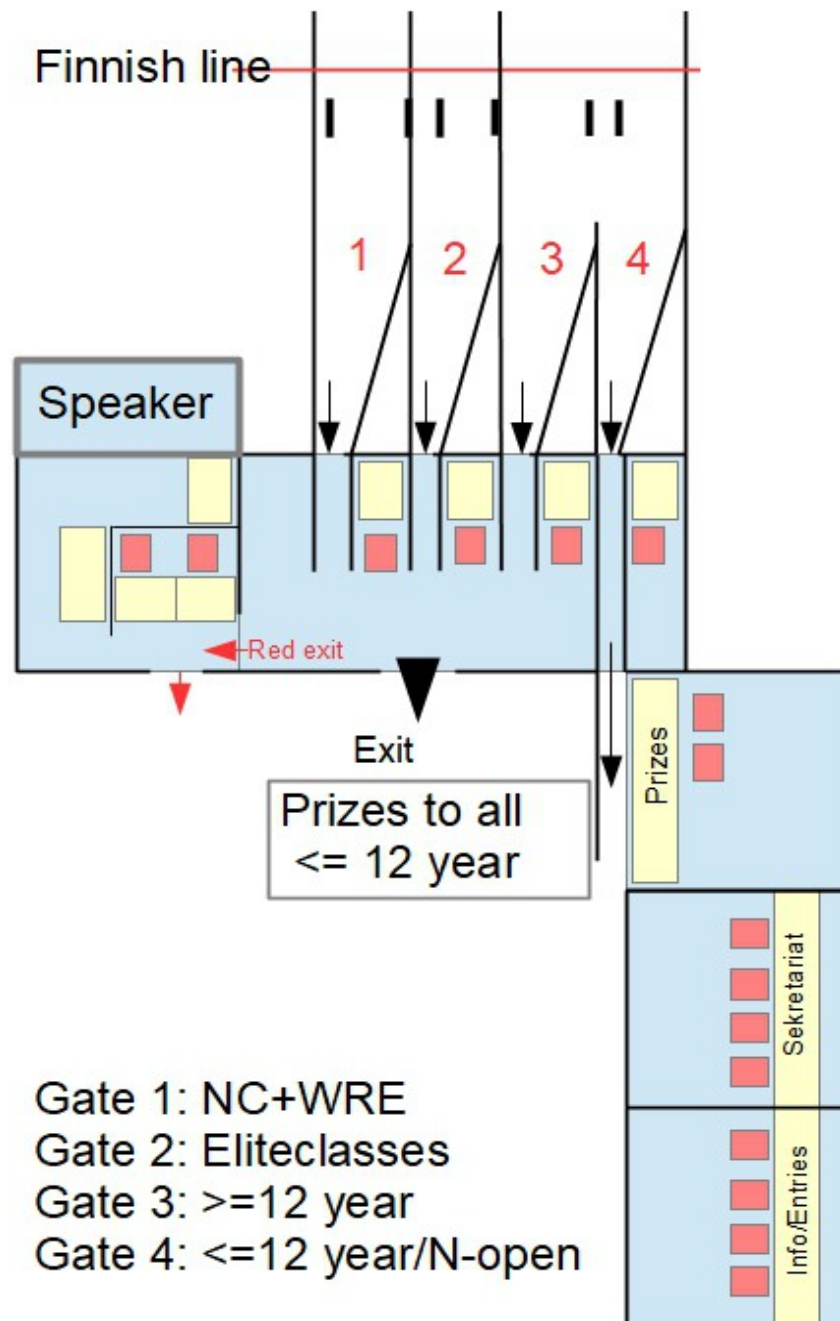 Finnish line
1 2 3 4
Speaker
Red exit
Exit
Prizes to all
<= 12 year
Prizes
Sekretariat
Info/Entries
Gate 1: NC+WRE
Gate 2: Eliteclasses
Gate 3: >=12 year
Gate 4: <=12 year/N-open